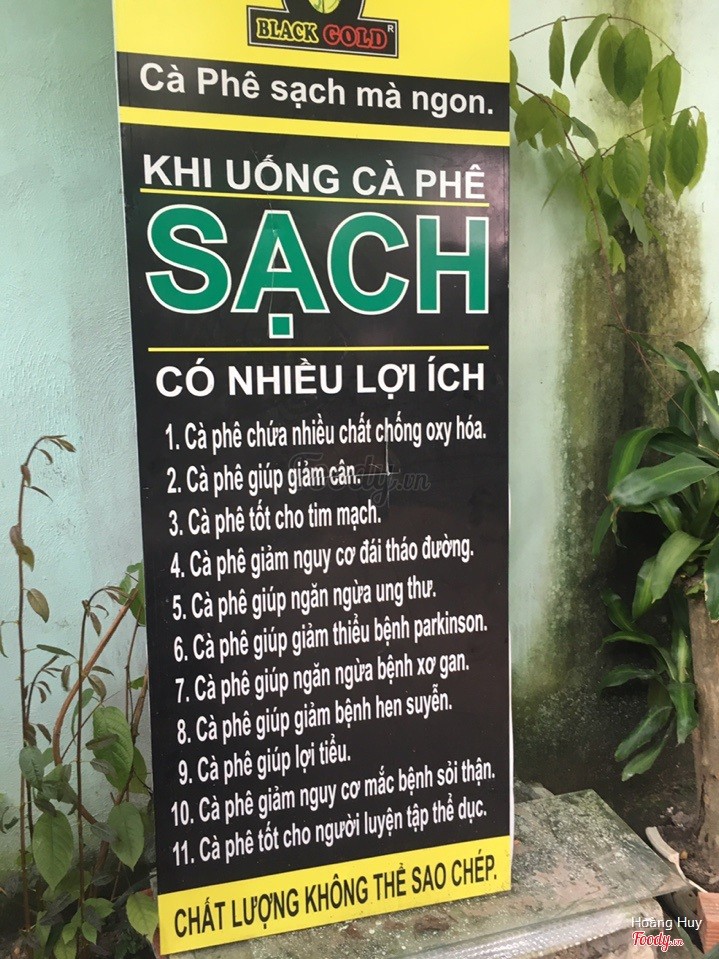 BLACK GOLD®
Cà Phê sạch mà ngon.
KHI UỐNG CÀ PHÊ
SẠCH
CÓ NHIỀU LỢI ÍCH
1. Cà phê chứa nhiều chất chống oxy hóa.
2. Cà phê giúp giảm cân.
Foody.vn
3. Cà phê tốt cho tim mạch.
4. Cà phê giảm nguy cơ đái tháo đường.
5. Cà phê giúp ngăn ngừa ung thư.
6. Cà phê giúp giảm thiểu bệnh parkinson.
7. Cà phê giúp ngăn ngừa bệnh xơ gan.
8. Cà phê giúp giảm bệnh hen suyễn.
9. Cà phê giúp lợi tiểu.
10. Cà phê giảm nguy cơ mắc bệnh sỏi thận.
11. Cà phê tốt cho người luyện tập thể dục.
CHẤT LƯỢNG KHÔNG THỂ SAO CHÉP.
Hoàng Huy
Foody.vn